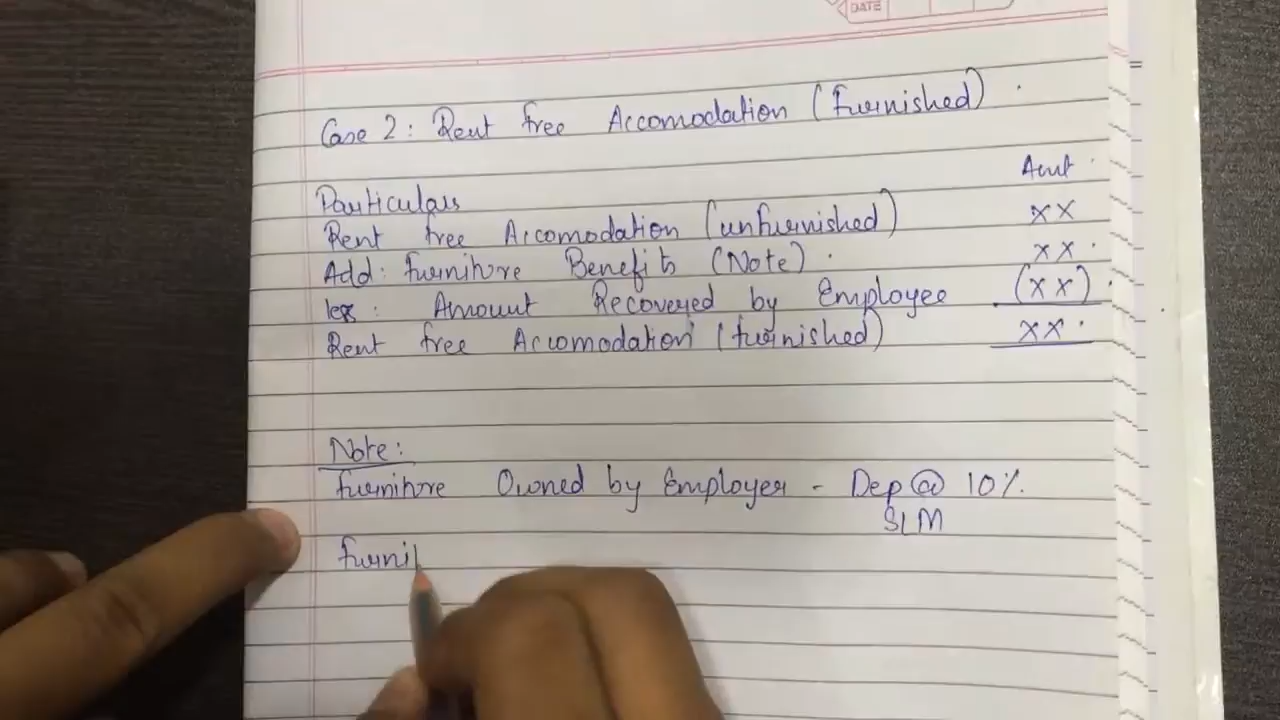 DATE
Case 2: Rent free Accomodation (furnished)
Amt
Particulars
Rent free Accomodation (unfurnished) XX
Add: furniture Benefits (Note). XX
less: Amount Recovered by Employee (XX)
Rent free Accomodation (furnished) XX
Note:
furniture Owned by Employer - Dep @ 10%.
SLM
furnit